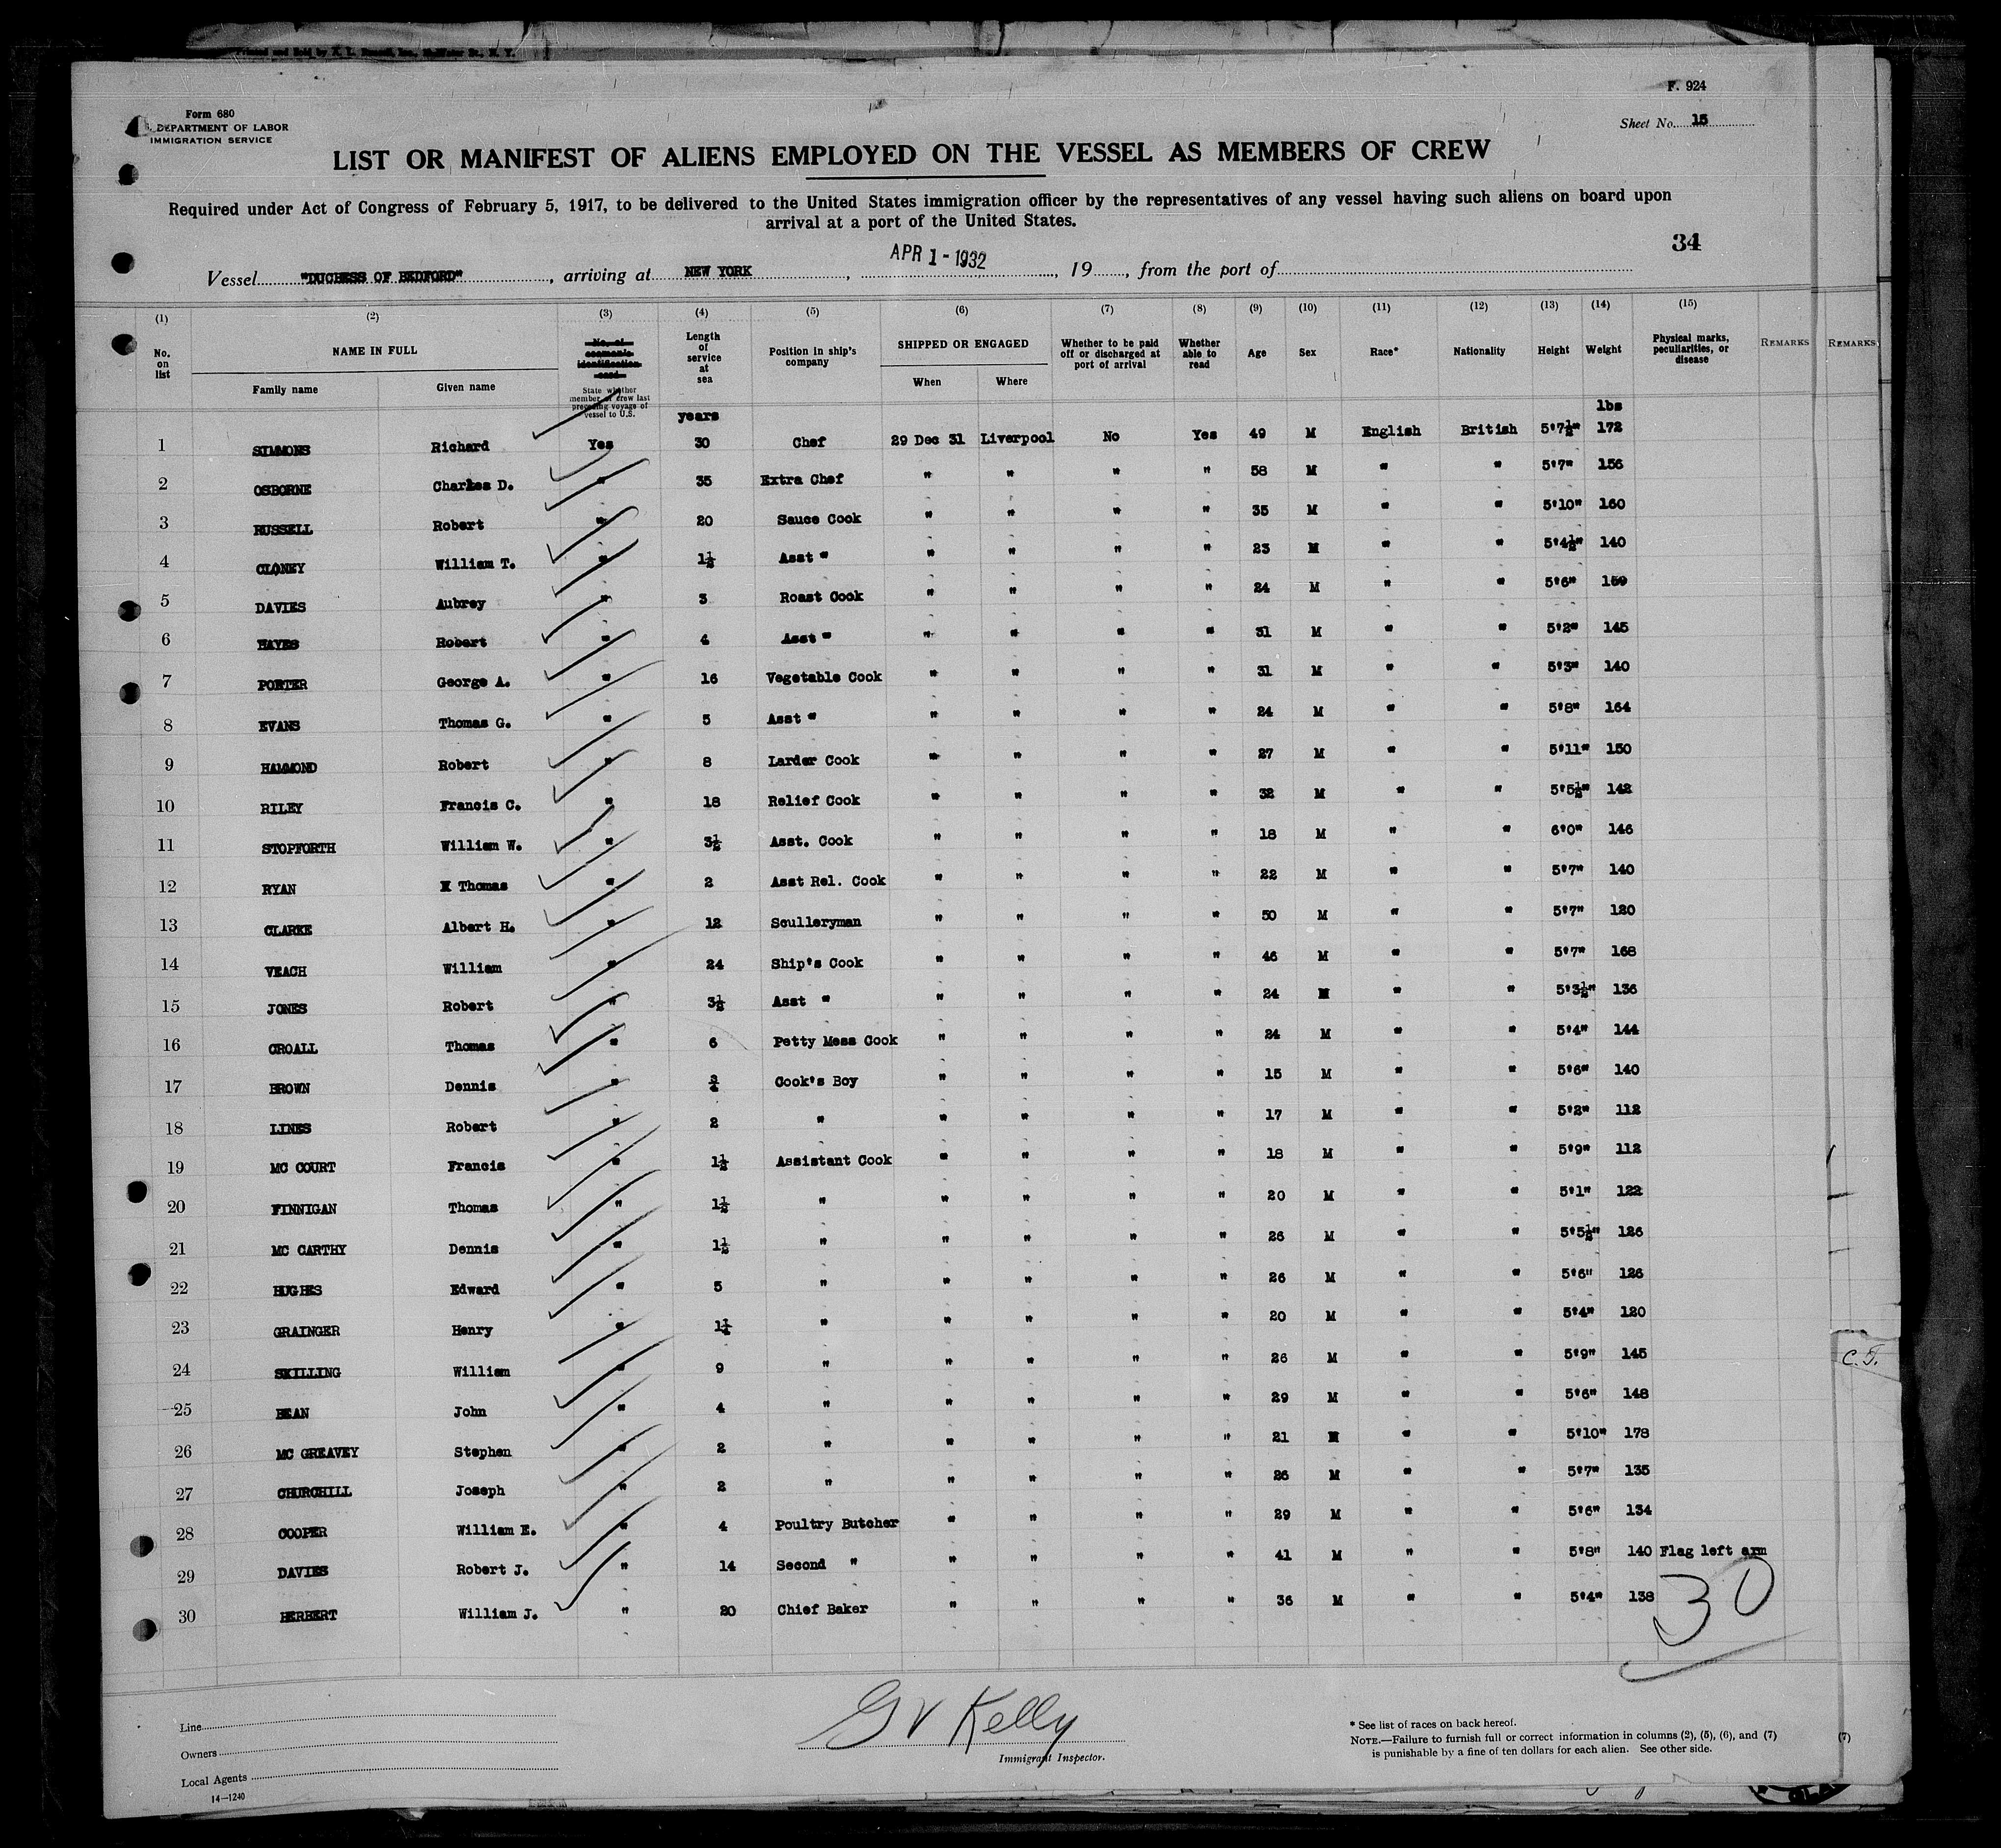 F. 924
Form 680
DEPARTMENT OF LABOR
IMMIGRATION SERVICE
Sheet No. 15
LIST OR MANIFEST OF ALIENS EMPLOYED ON THE VESSEL AS MEMBERS OF CREW
Required under Act of Congress of February 5, 1917, to be delivered to the United States immigration officer by the representatives of any vessel having such aliens on board upon
arrival at a port of the United States.
34
Vessel "DUCHESS OF BEDFORD", arriving at NEW YORK, APR 1 - 1932, 19, from the port of
(1) (2) (3) (4) (5) (6) (7) (8) (9) (10) (11) (12) (13) (14) (15)
No. on list NAME IN FULL Family name Given name No. of seaman's identification card State whether member of crew last preceding voyage of vessel to U.S. Length of service at sea Position in ship's company SHIPPED OR ENGAGED When Where Whether to be paid off or discharged at port of arrival Whether able to read Age Sex Race* Nationality Height Weight Physical marks, peculiarities, or disease REMARKS REMARKS
years lbs
1 SIMMONS Richard Yes 30 Chef 29 Dec 31 Liverpool No Yes 49 M English British 5'7½" 172
2 OSBORNE Charles D. " 35 Extra Chef " " " " 58 M " " 5'7" 156
3 RUSSELL Robert " 20 Sauce Cook " " " " 35 M " " 5'10" 160
4 CLONEY William T. " 1½ Asst " " " " " 23 M " " 5'4½" 140
5 DAVIES Aubrey " 3 Roast Cook " " " " 24 M " " 5'6" 159
6 HAYES Robert " 4 Asst " " " " " 31 M " " 5'2" 145
7 PORTER George A. " 16 Vegetable Cook " " " " 31 M " " 5'3" 140
8 EVANS Thomas G. " 5 Asst " " " " " 24 M " " 5'8" 164
9 HAMMOND Robert " 8 Larder Cook " " " " 27 M " " 5'11" 150
10 RILEY Francis C. " 18 Relief Cook " " " " 32 M " " 5'5½" 142
11 STOPFORTH William W. " 3½ Asst. Cook " " " " 18 M " " 6'0" 146
12 RYAN Thomas " 2 Asst Rel. Cook " " " " 22 M " " 5'7" 140
13 CLARKE Albert H. " 12 Sculleryman " " " " 50 M " " 5'7" 120
14 VEACH William " 24 Ship's Cook " " " " 46 M " " 5'7" 168
15 JONES Robert " 3½ Asst " " " " " 24 M " " 5'3½" 136
16 CROALL Thomas " 6 Petty Mess Cook " " " " 24 M " " 5'4" 144
17 BROWN Dennis " ¾ Cook's Boy " " " " 15 M " " 5'6" 140
18 LINES Robert " 2 " " " " " 17 M " " 5'2" 112
19 MC COURT Francis " 1½ Assistant Cook " " " " 18 M " " 5'9" 112
20 FINNIGAN Thomas " 1½ " " " " " 20 M " " 5'1" 122
21 MC CARTHY Dennis " 1½ " " " " " 26 M " " 5'5½" 126
22 HUGHES Edward " 5 " " " " " 26 M " " 5'6" 126
23 GRAINGER Henry " 1¼ " " " " " 20 M " " 5'4" 120
24 SKILLING William " 9 " " " " " 26 M " " 5'9" 145 C.T.
25 BEAN John " 4 " " " " " 29 M " " 5'6" 148
26 MC GREAVEY Stephen " 2 " " " " " 21 M " " 5'10" 178
27 CHURCHILL Joseph " 2 " " " " " 26 M " " 5'7" 135
28 COOPER William E. " 4 Poultry Butcher " " " " 29 M " " 5'6" 134
29 DAVIES Robert J. " 14 Second " " " " " 41 M " " 5'8" 140 Flag left arm
30 HERBERT William J. " 20 Chief Baker " " " " 36 M " " 5'4" 138
30
G V Kelly
Immigrant Inspector.
Line
Owners
Local Agents
14—1240
* See list of races on back hereof.
NOTE.—Failure to furnish full or correct information in columns (2), (5), (6), and (7)
is punishable by a fine of ten dollars for each alien. See other side.
(7)